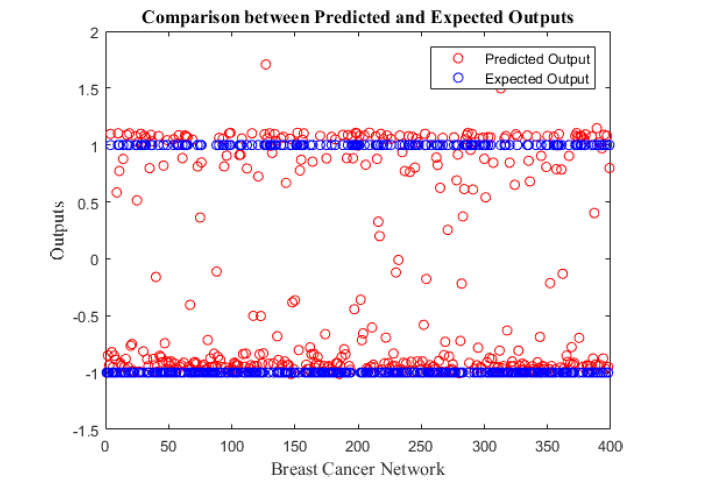 Comparison between Predicted and Expected Outputs
Predicted Output
Expected Output
2
1.5
1
0.5
0
-0.5
-1
-1.5
Outputs
0 50 100 150 200 250 300 350 400
Breast Cancer Network